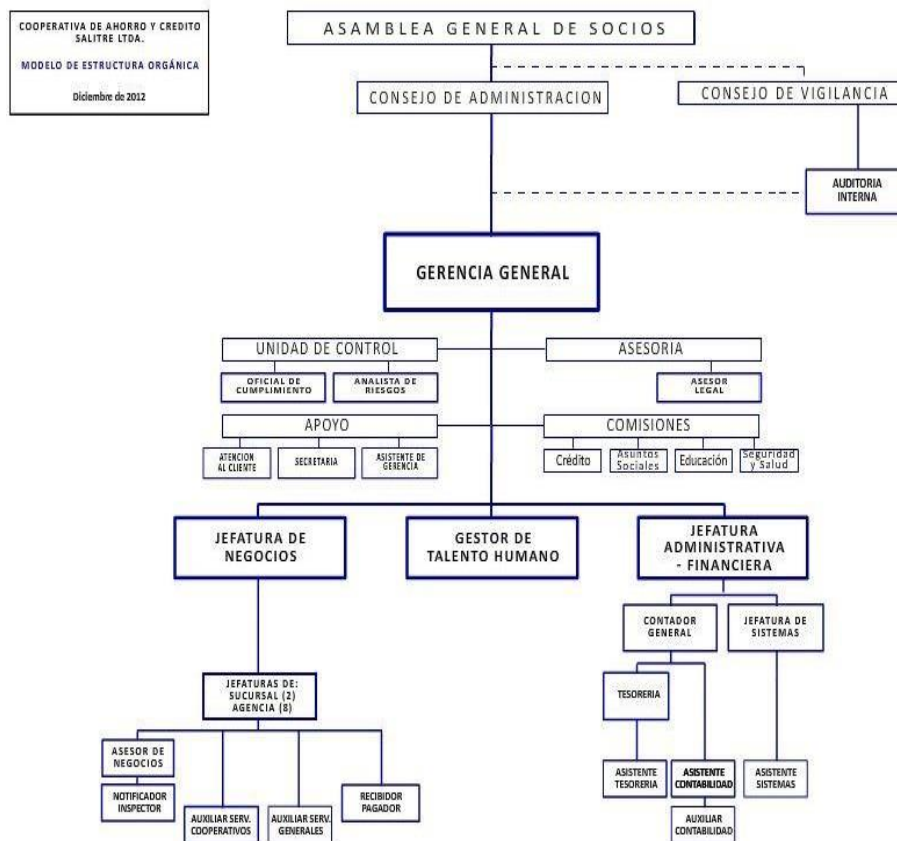 COOPERATIVA DE AHORRO Y CREDITO
SALITRE LTDA.
MODELO DE ESTRUCTURA ORGÁNICA
Diciembre de 2012
ASAMBLEA GENERAL DE SOCIOS
CONSEJO DE ADMINISTRACION
CONSEJO DE VIGILANCIA
AUDITORIA
INTERNA
GERENCIA GENERAL
UNIDAD DE CONTROL
OFICIAL DE
CUMPLIMIENTO
ANALISTA DE
RIESGOS
ASESORIA
ASESOR
LEGAL
APOYO
ATENCION
AL CLIENTE
SECRETARIA
ASISTENTE DE
GERENCIA
COMISIONES
Crédito
Asuntos
Sociales
Educación
Seguridad
y Salud
JEFATURA DE
NEGOCIOS
GESTOR DE
TALENTO HUMANO
JEFATURA
ADMINISTRATIVA
- FINANCIERA
CONTADOR
GENERAL
JEFATURA DE
SISTEMAS
JEFATURAS DE:
SUCURSAL (2)
AGENCIA (8)
TESORERIA
ASESOR DE
NEGOCIOS
NOTIFICADOR
INSPECTOR
AUXILIAR SERV.
COOPERATIVOS
AUXILIAR SERV.
GENERALES
RECIBIDOR
PAGADOR
ASISTENTE
TESORERIA
ASISTENTE
CONTABILIDAD
ASISTENTE
SISTEMAS
AUXILIAR
CONTABILIDAD